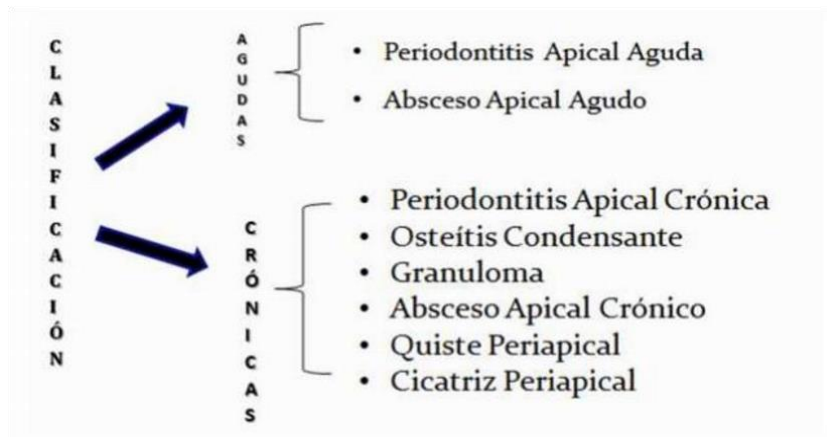 CLASIFICACIÓN
AGUDAS
• Periodontitis Apical Aguda
• Absceso Apical Agudo
CRÓNICAS
• Periodontitis Apical Crónica
• Osteítis Condensante
• Granuloma
• Absceso Apical Crónico
• Quiste Periapical
• Cicatriz Periapical